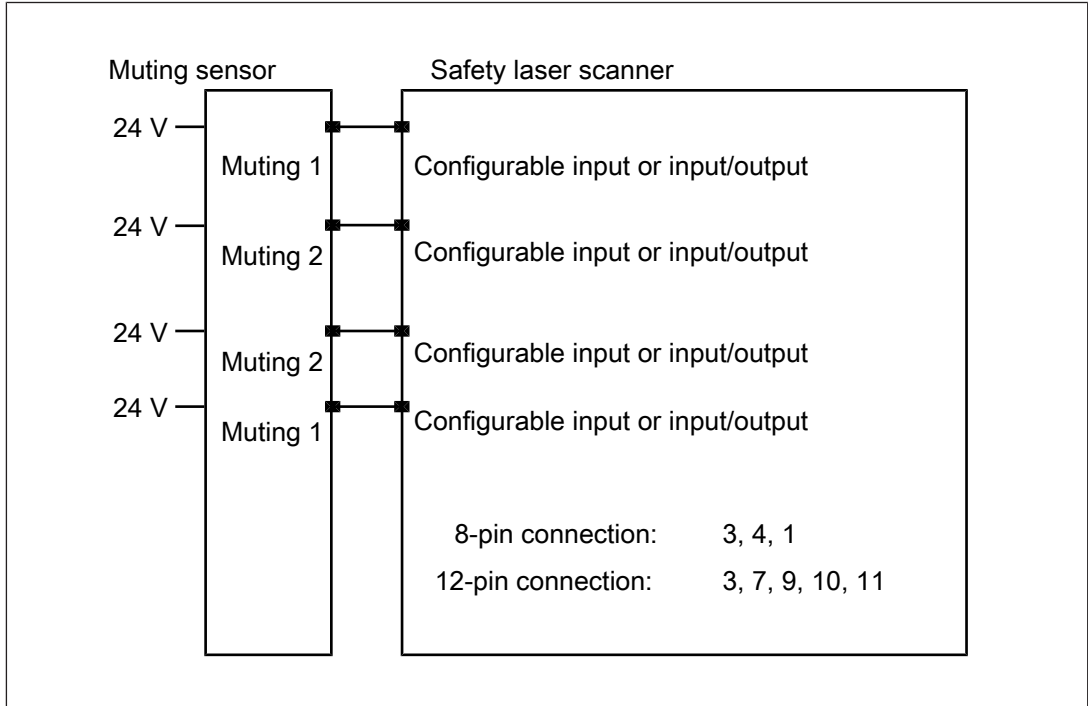 Muting sensor Safety laser scanner
24 V
Muting 1 Configurable input or input/output
24 V
Muting 2 Configurable input or input/output
24 V
Muting 2 Configurable input or input/output
24 V
Muting 1 Configurable input or input/output
8-pin connection: 3, 4, 1
12-pin connection: 3, 7, 9, 10, 11